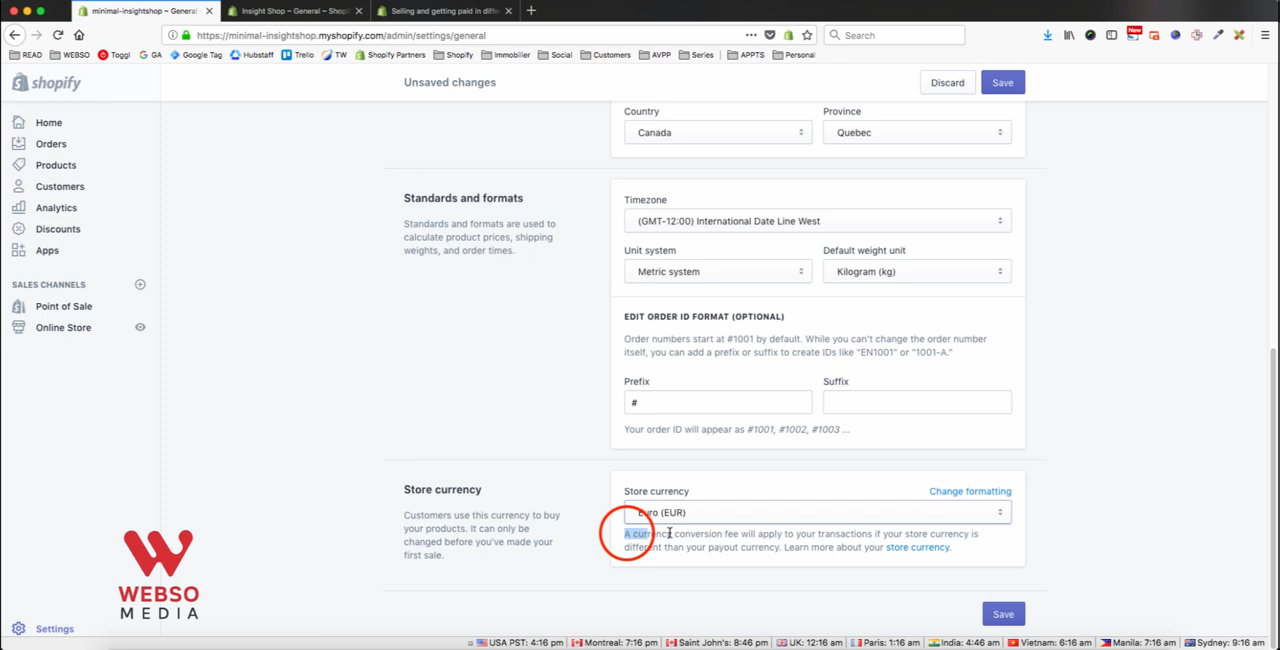 minimal-insightshop ~ General ~
Insight Shop ~ General ~ Shopif
Selling and getting paid in diffe
https://minimal-insightshop.myshopify.com/admin/settings/general
Search
New
READ WEBSO Toggl GA Google Tag Hubstaff Trello TW Shopify Partners Shopify Immobilier Social Customers AVPP Series APPTS Personal
shopify
Unsaved changes
Discard
Save
Home
Orders
Products
Customers
Analytics
Discounts
Apps
SALES CHANNELS
Point of Sale
Online Store
Settings
Country
Province
Canada
Quebec
Standards and formats
Standards and formats are used to
calculate product prices, shipping
weights, and order times.
Timezone
(GMT-12:00) International Date Line West
Unit system
Default weight unit
Metric system
Kilogram (kg)
EDIT ORDER ID FORMAT (OPTIONAL)
Order numbers start at #1001 by default. While you can't change the order number
itself, you can add a prefix or suffix to create IDs like "EN1001" or "1001-A."
Prefix
Suffix
#
Your order ID will appear as #1001, #1002, #1003 ...
Store currency
Customers use this currency to buy
your products. It can only be
changed before you've made your
first sale.
Store currency
Change formatting
Euro (EUR)
A currency conversion fee will apply to your transactions if your store currency is
different than your payout currency. Learn more about your store currency.
Save
WEBSO
MEDIA
USA PST: 4:16 pm Montreal: 7:16 pm Saint John's: 8:46 pm UK: 12:16 am Paris: 1:16 am India: 4:46 am Vietnam: 6:16 am Manila: 7:16 am Sydney: 9:16 am